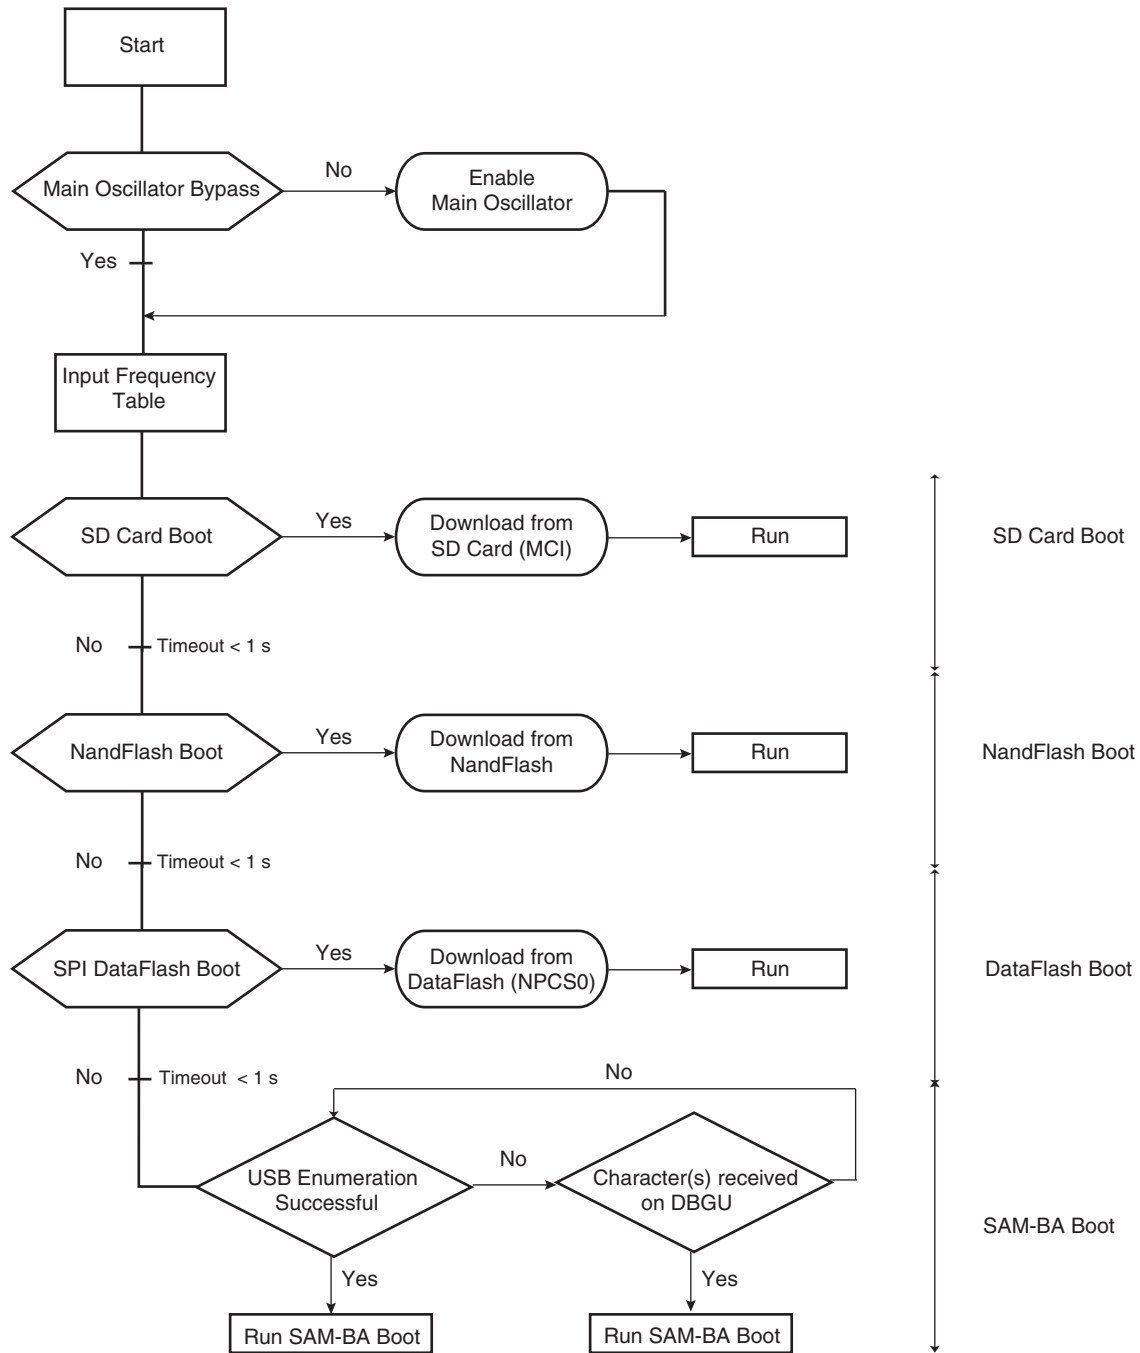 Start
Main Oscillator Bypass
No
Enable
Main Oscillator
Yes
Input Frequency
Table
SD Card Boot
Yes
Download from
SD Card (MCI)
Run
SD Card Boot
No
Timeout < 1 s
NandFlash Boot
Yes
Download from
NandFlash
Run
NandFlash Boot
No
Timeout < 1 s
SPI DataFlash Boot
Yes
Download from
DataFlash (NPCS0)
Run
DataFlash Boot
No
Timeout < 1 s
No
USB Enumeration
Successful
No
Character(s) received
on DBGU
SAM-BA Boot
Yes
Yes
Run SAM-BA Boot
Run SAM-BA Boot